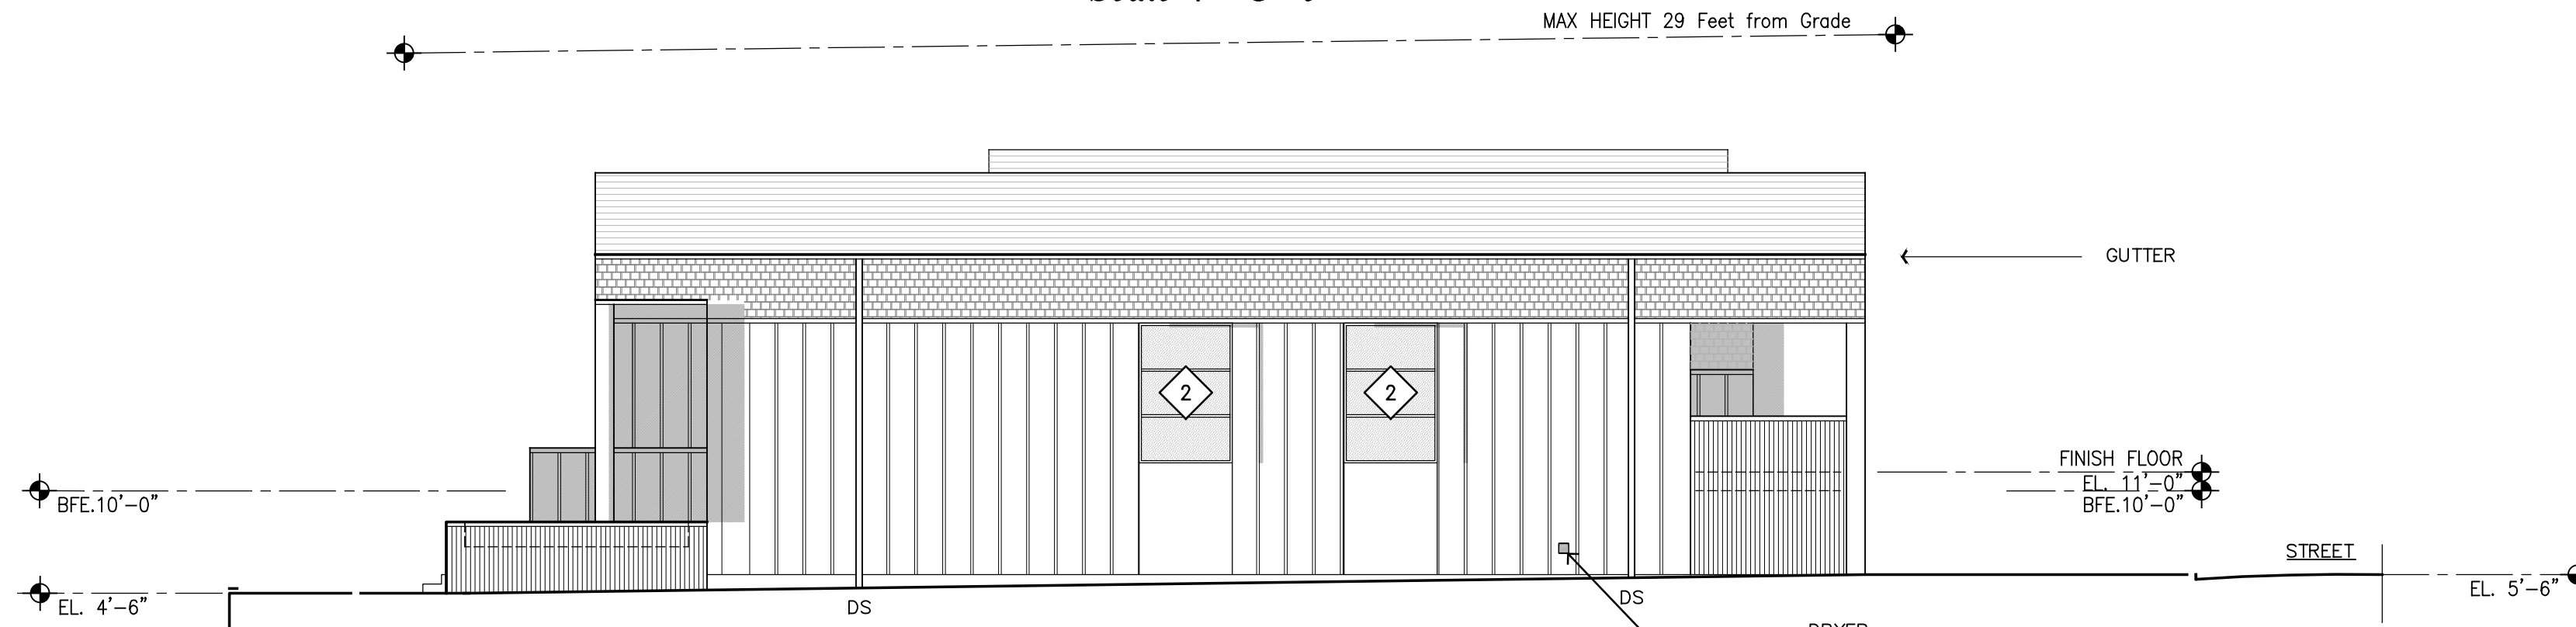 MAX HEIGHT 29 Feet from Grade
GUTTER
2
2
FINISH FLOOR
EL. 11'-0"
BFE.10'-0"
BFE.10'-0"
STREET
EL. 4'-6"
DS
DS
EL. 5'-6"
DRYER